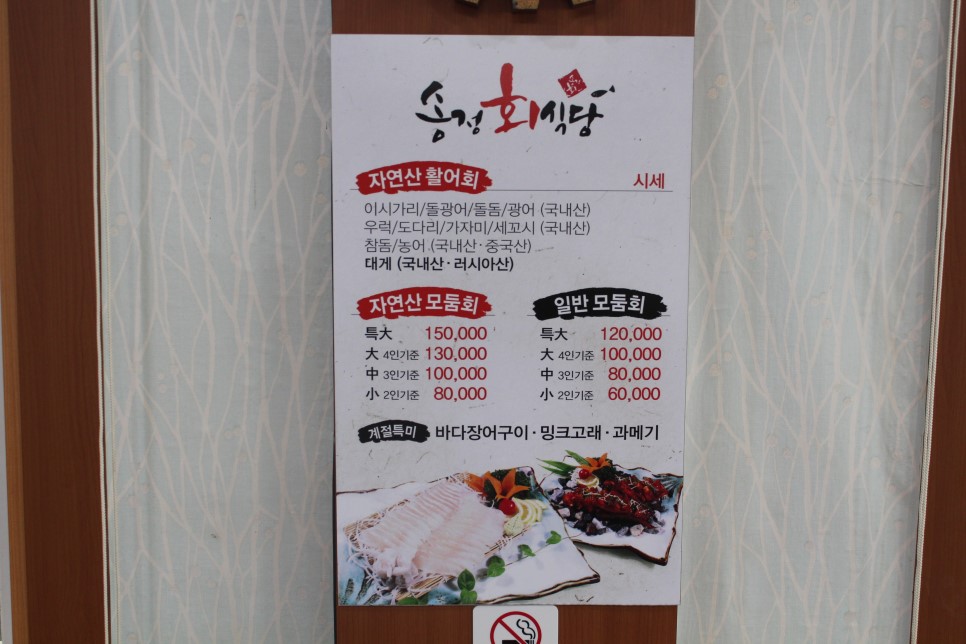 송정회식당
자연산 활어회 시세
이시가리/돌광어/돌돔/광어 (국내산)
우럭/도다리/가자미/세꼬시 (국내산)
참돔/농어 (국내산·중국산)
대게 (국내산·러시아산)
자연산 모둠회
特大 150,000
大 4인기준 130,000
中 3인기준 100,000
小 2인기준 80,000
일반 모둠회
特大 120,000
大 4인기준 100,000
中 3인기준 80,000
小 2인기준 60,000
계절특미 바다장어구이·밍크고래·과메기